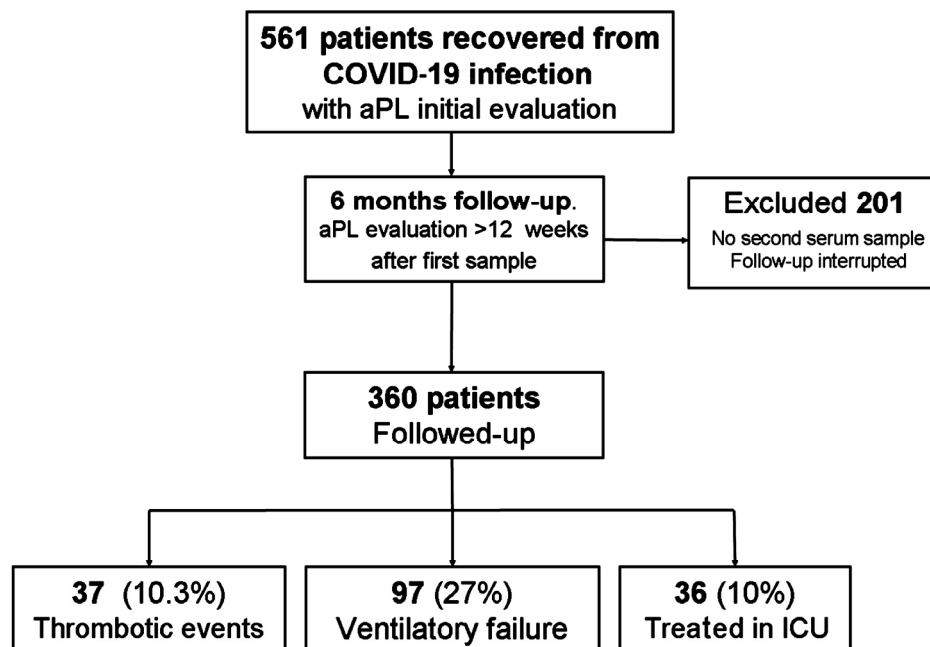 561 patients recovered from
COVID-19 infection
with aPL initial evaluation
6 months follow-up.
aPL evaluation >12 weeks
after first sample
Excluded 201
No second serum sample
Follow-up interrupted
360 patients
Followed-up
37 (10.3%)
Thrombotic events
97 (27%)
Ventilatory failure
36 (10%)
Treated in ICU